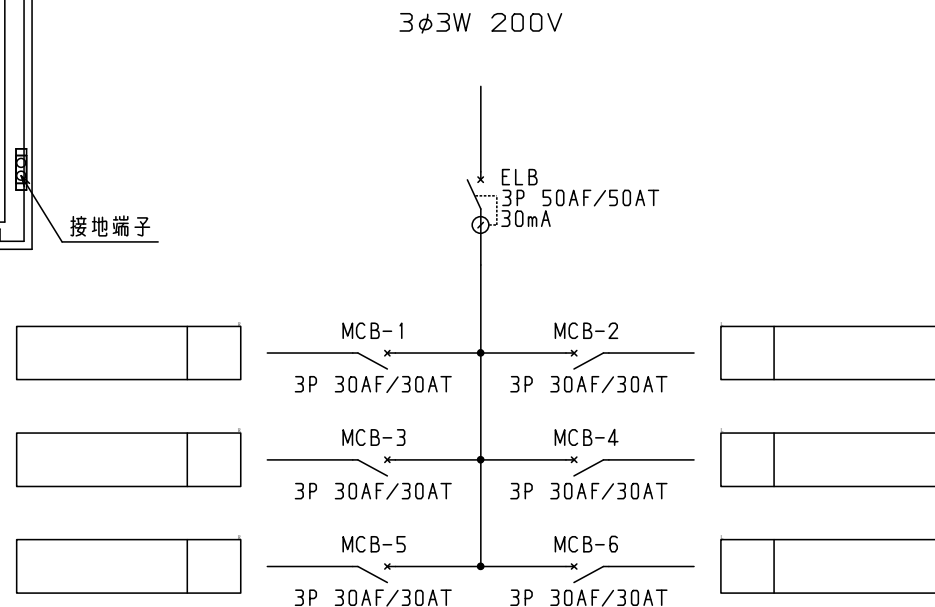 3φ3W 200V
ELB
3P 50AF/50AT
30mA
接地端子
MCB-1
MCB-2
3P 30AF/30AT
3P 30AF/30AT
MCB-3
MCB-4
3P 30AF/30AT
3P 30AF/30AT
MCB-5
MCB-6
3P 30AF/30AT
3P 30AF/30AT